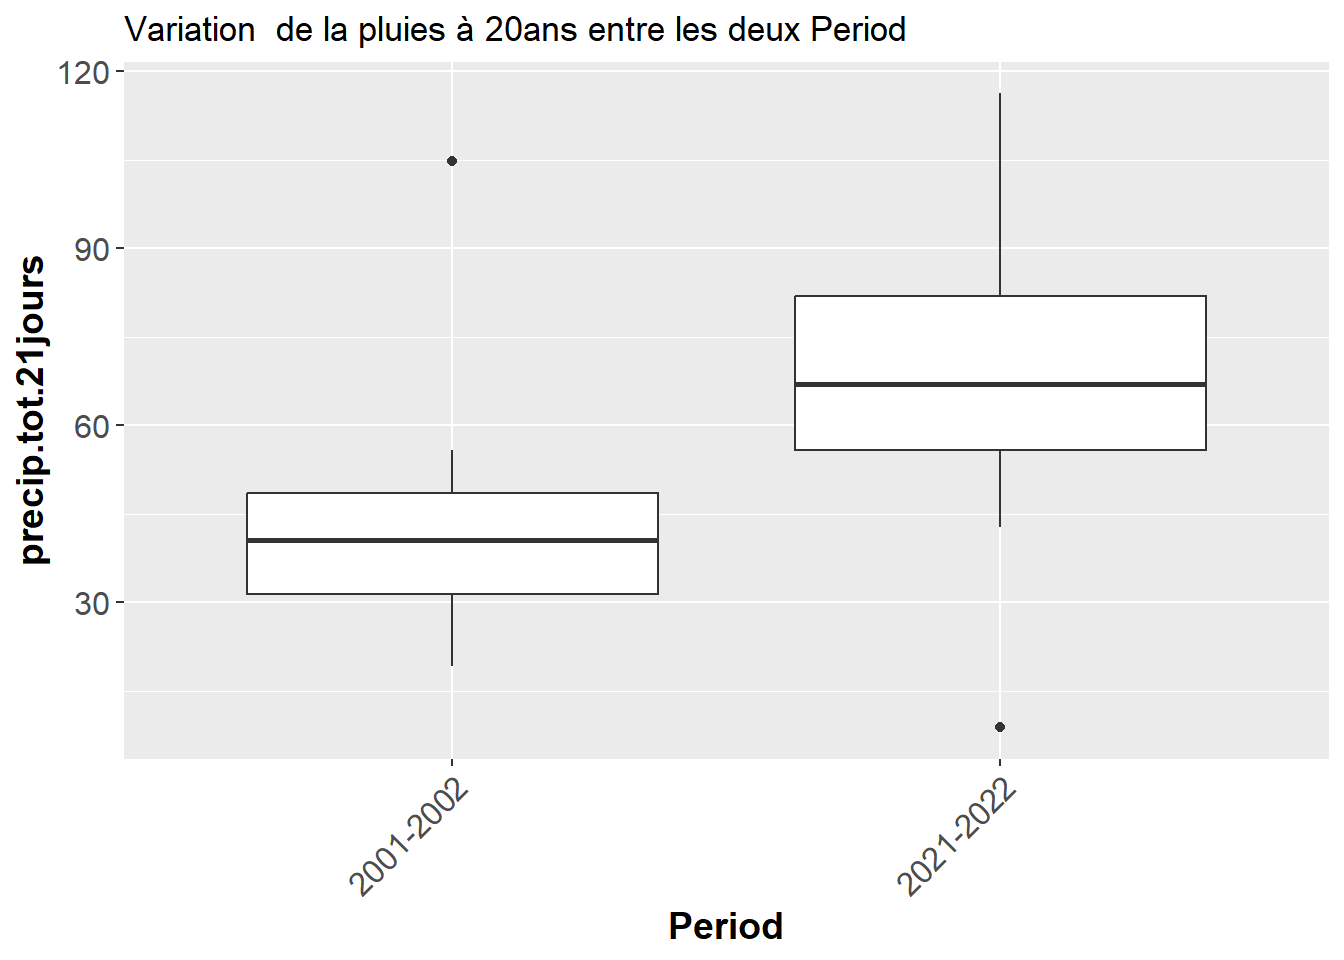 Variation  de la pluies à 20ans entre les deux Period
120
90
60
30
precip.tot.21jours
2001-2002
2021-2022
Period